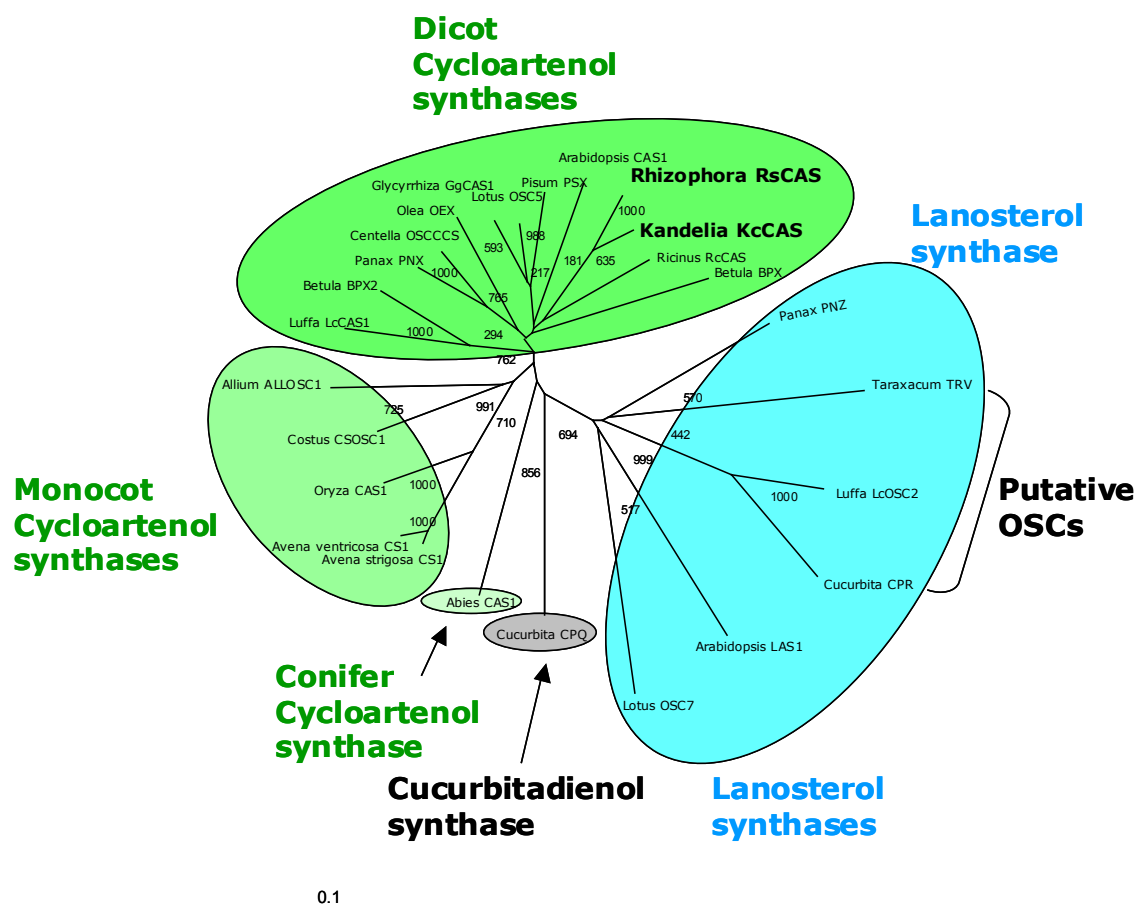 Dicot
Cycloartenol
synthases
Arabidopsis CAS1
Rhizophora RsCAS
Glycyrrhiza GgCAS1
Pisum PSX
Lotus OSC5
Olea OEX
1000
Kandelia KcCAS
Centella OSCCCS
988
593
Panax PNX
1000
217
181
635
Ricinus RcCAS
Betula BPX
Betula BPX2
765
Luffa LcCAS1
1000
294
762
Lanosterol
synthase
Panax PNZ
Allium ALLOSC1
Taraxacum TRV
725
991
710
570
Costus CSOSC1
694
442
856
999
Monocot
Cycloartenol
synthases
Oryza CAS1
1000
1000
Luffa LcOSC2
Putative
OSCs
517
1000
Avena ventricosa CS1
Avena strigosa CS1
Cucurbita CPR
Abies CAS1
Cucurbita CPQ
Arabidopsis LAS1
Lotus OSC7
Conifer
Cycloartenol
synthase
Cucurbitadienol
synthase
Lanosterol
synthases
0.1